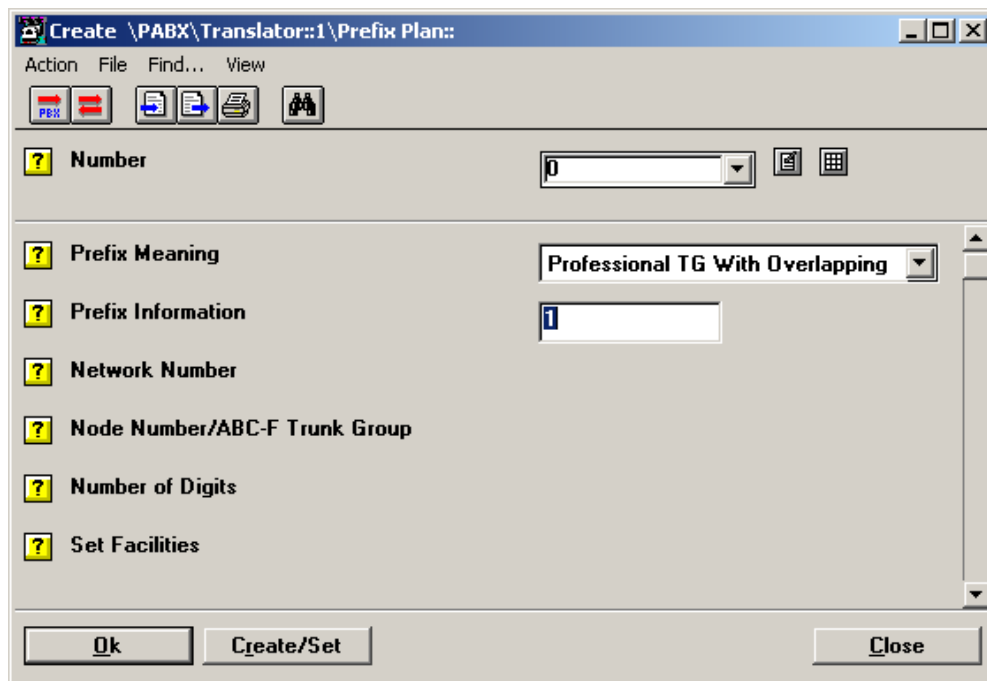 Create \PABX\Translator::1\Prefix Plan::
Action File Find... View
PBX
Number 0
Prefix Meaning Professional TG With Overlapping
Prefix Information 1
Network Number
Node Number/ABC-F Trunk Group
Number of Digits
Set Facilities
Ok Create/Set Close